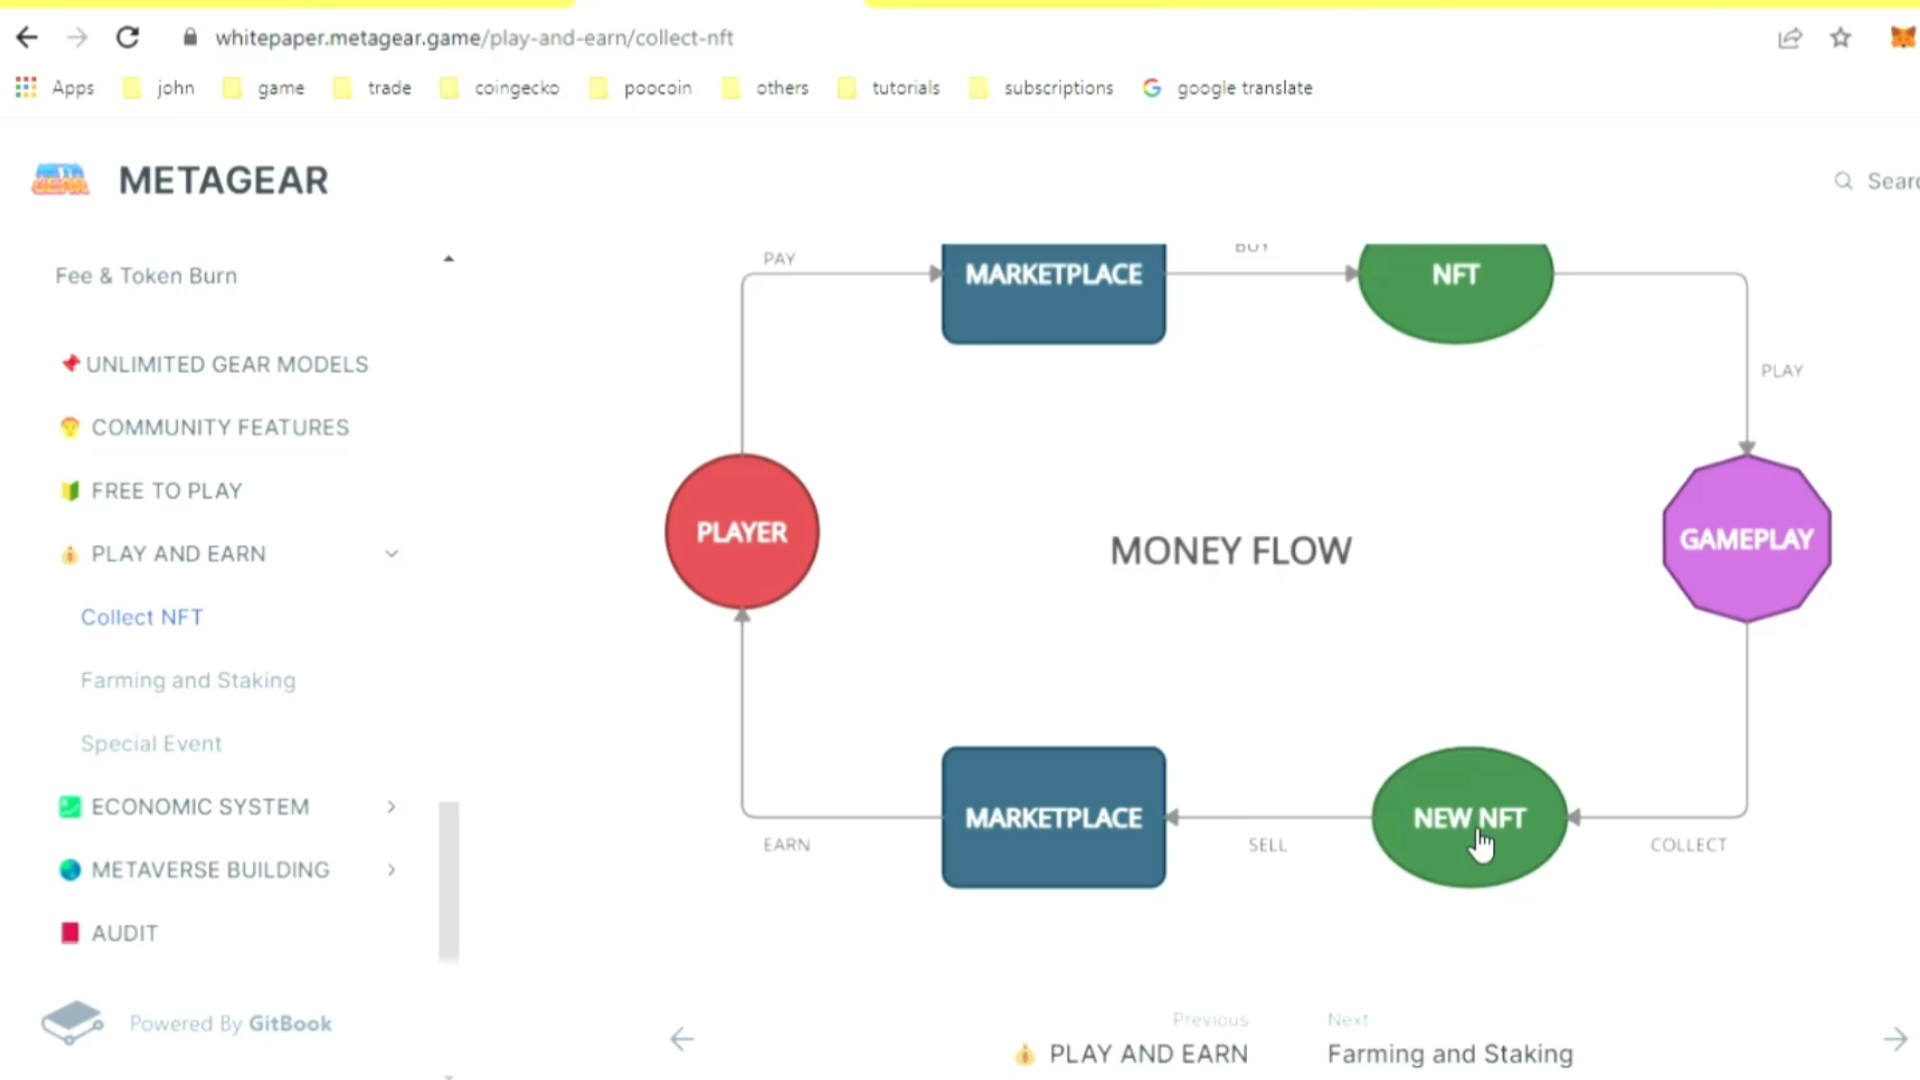 whitepaper.metagear.game/play-and-earn/collect-nft
Apps john game trade coingecko poocoin others tutorials subscriptions google translate
META GEAR
METAGEAR
Fee & Token Burn
UNLIMITED GEAR MODELS
COMMUNITY FEATURES
FREE TO PLAY
PLAY AND EARN
Collect NFT
Farming and Staking
Special Event
ECONOMIC SYSTEM
METAVERSE BUILDING
AUDIT
Powered By GitBook
PAY
MARKETPLACE
BUY
NFT
PLAY
PLAYER
MONEY FLOW
GAMEPLAY
EARN
MARKETPLACE
SELL
NEW NFT
COLLECT
Previous
PLAY AND EARN
Next
Farming and Staking